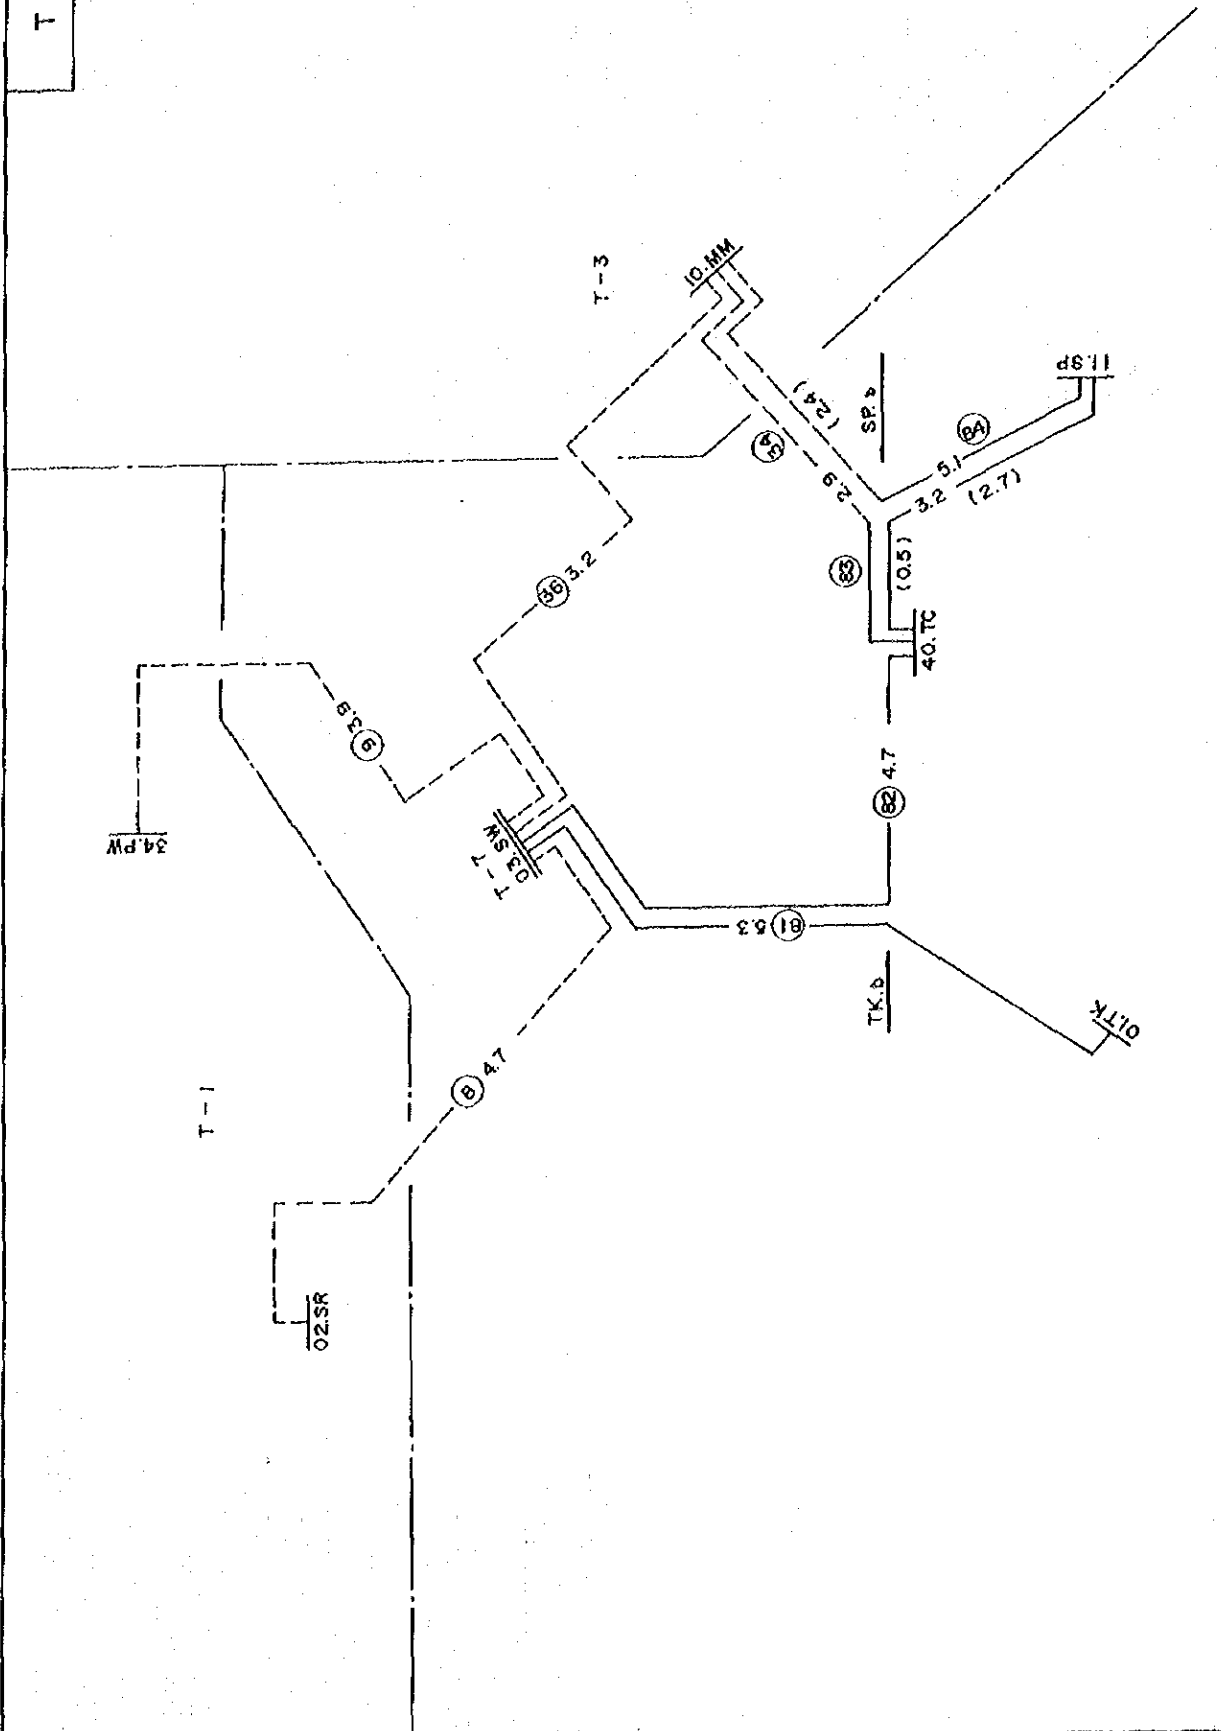 T
T-3
10.MM
34
(2.4)
2.9
SP.b
11.SP
84
5.1
3.2
(2.7)
83
(0.5)
40.TC
36 3.2
9 3.9
34.PW
T-7
03.SW
82 4.7
81 5.3
TK.b
01.TK
T-1
8 4.7
02.SR